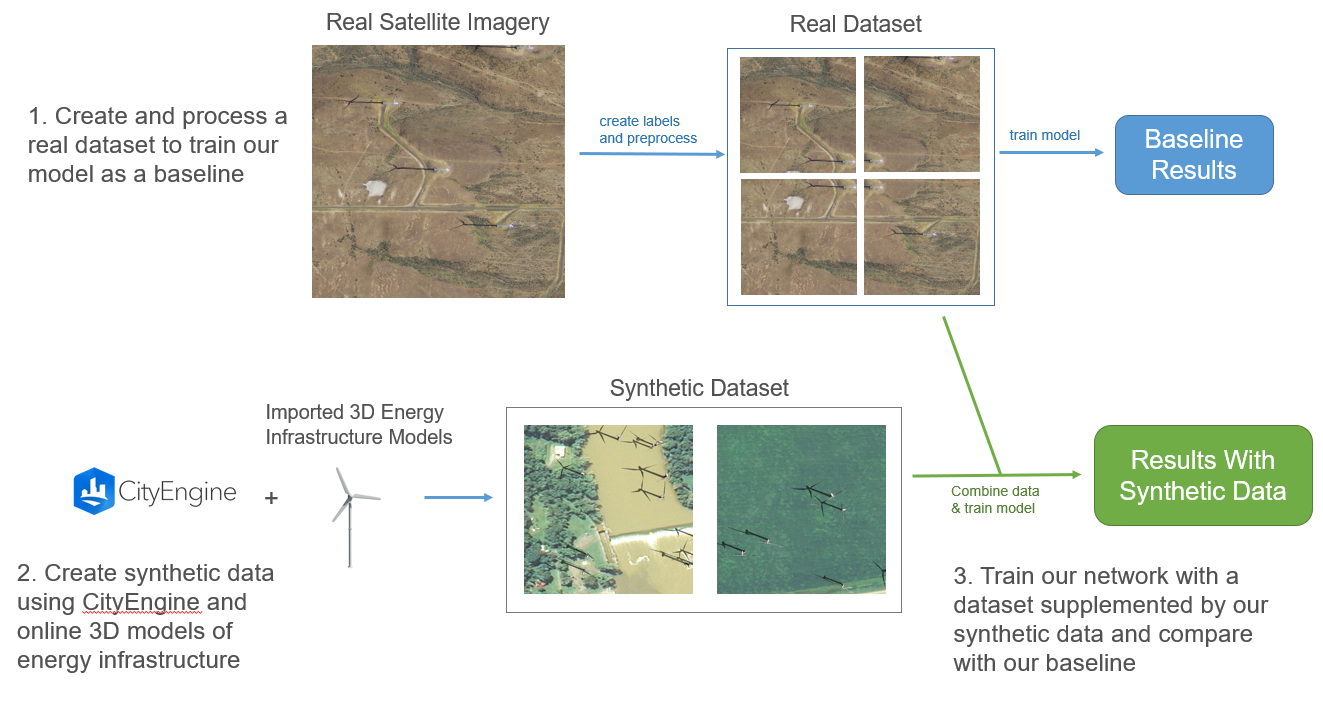 Real Satellite Imagery
Real Dataset
1. Create and process a
real dataset to train our
model as a baseline
create labels
and preprocess
train model
Baseline
Results
Synthetic Dataset
Imported 3D Energy
Infrastructure Models
CityEngine
+
Combine data
& train model
Results With
Synthetic Data
2. Create synthetic data
using CityEngine and
online 3D models of
energy infrastructure
3. Train our network with a
dataset supplemented by our
synthetic data and compare
with our baseline